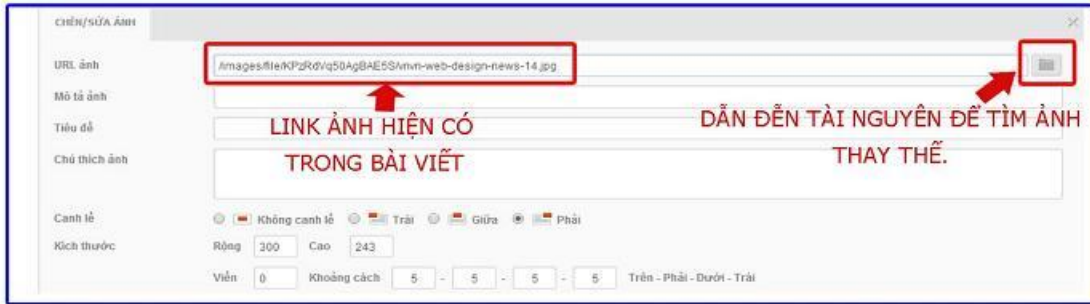 CHÈN/SỬA ẢNH
URL ảnh
/images/file/KPzRdVq50AgBAE5S/vnvn-web-design-news-14.jpg
Mô tả ảnh
Tiêu đề
LINK ẢNH HIỆN CÓ
TRONG BÀI VIẾT
DẪN ĐẾN TÀI NGUYÊN ĐỂ TÌM ẢNH
THAY THẾ.
Chú thích ảnh
Canh lề Không canh lề Trái Giữa Phải
Kích thước Rộng 300 Cao 243
Viền 0 Khoảng cách 5 - 5 - 5 - 5 Trên - Phải - Dưới - Trái